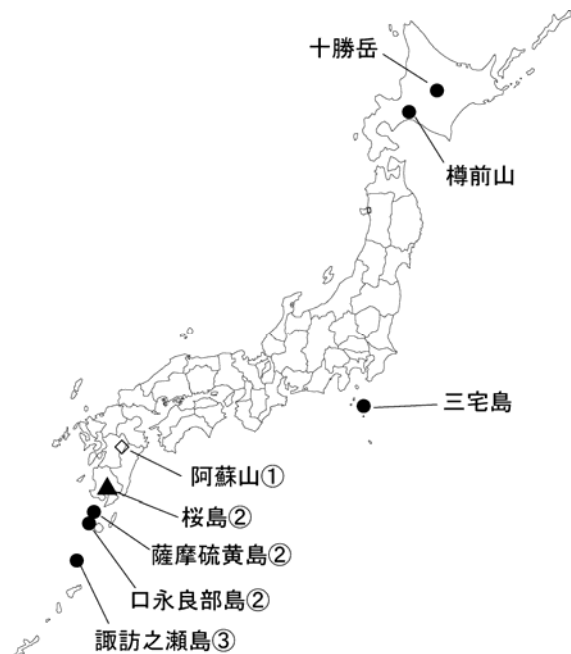 十勝岳
樽前山
三宅島
阿蘇山①
桜島②
薩摩硫黄島②
口永良部島②
諏訪之瀬島③